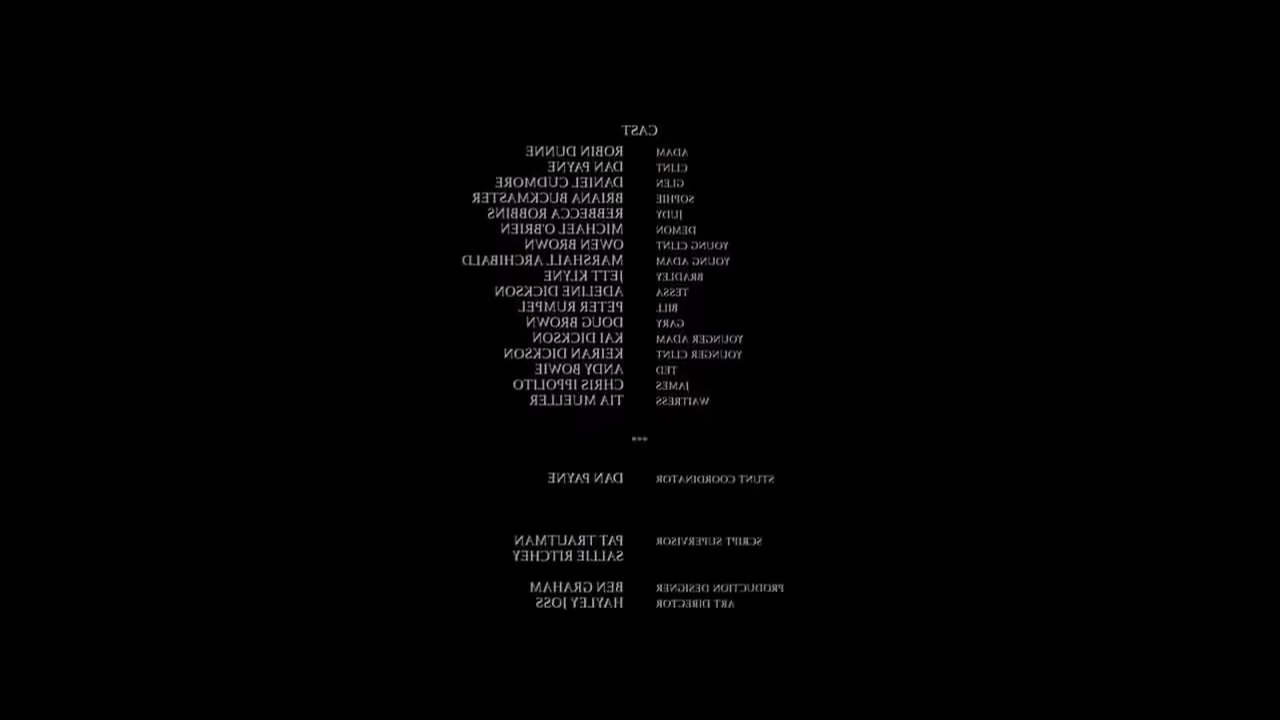 CAST
ADAM ROBIN DUNNE
CLINT DAN PAYNE
GLEN DANIEL CUDMORE
SOPHIE BRIANA BUCKMASTER
JUDY REBBECCA ROBBINS
DEMON MICHAEL O'BRIEN
YOUNG CLINT OWEN BROWN
YOUNG ADAM MARSHALL ARCHIBALD
BRADLEY JETT KLYNE
TESSA ADELINE DICKSON
BILL PETER RUMPEL
GARY DOUG BROWN
YOUNGER ADAM KAI DICKSON
YOUNGER CLINT KEIRAN DICKSON
TED ANDY BOWIE
JAMES CHRIS IPPOLITO
WAITRESS TIA MUELLER
***
STUNT COORDINATOR DAN PAYNE
SCRIPT SUPERVISOR PAT TRAUTMAN
SALLIE RITCHEY
PRODUCTION DESIGNER BEN GRAHAM
ART DIRECTOR HAYLEY JOSS